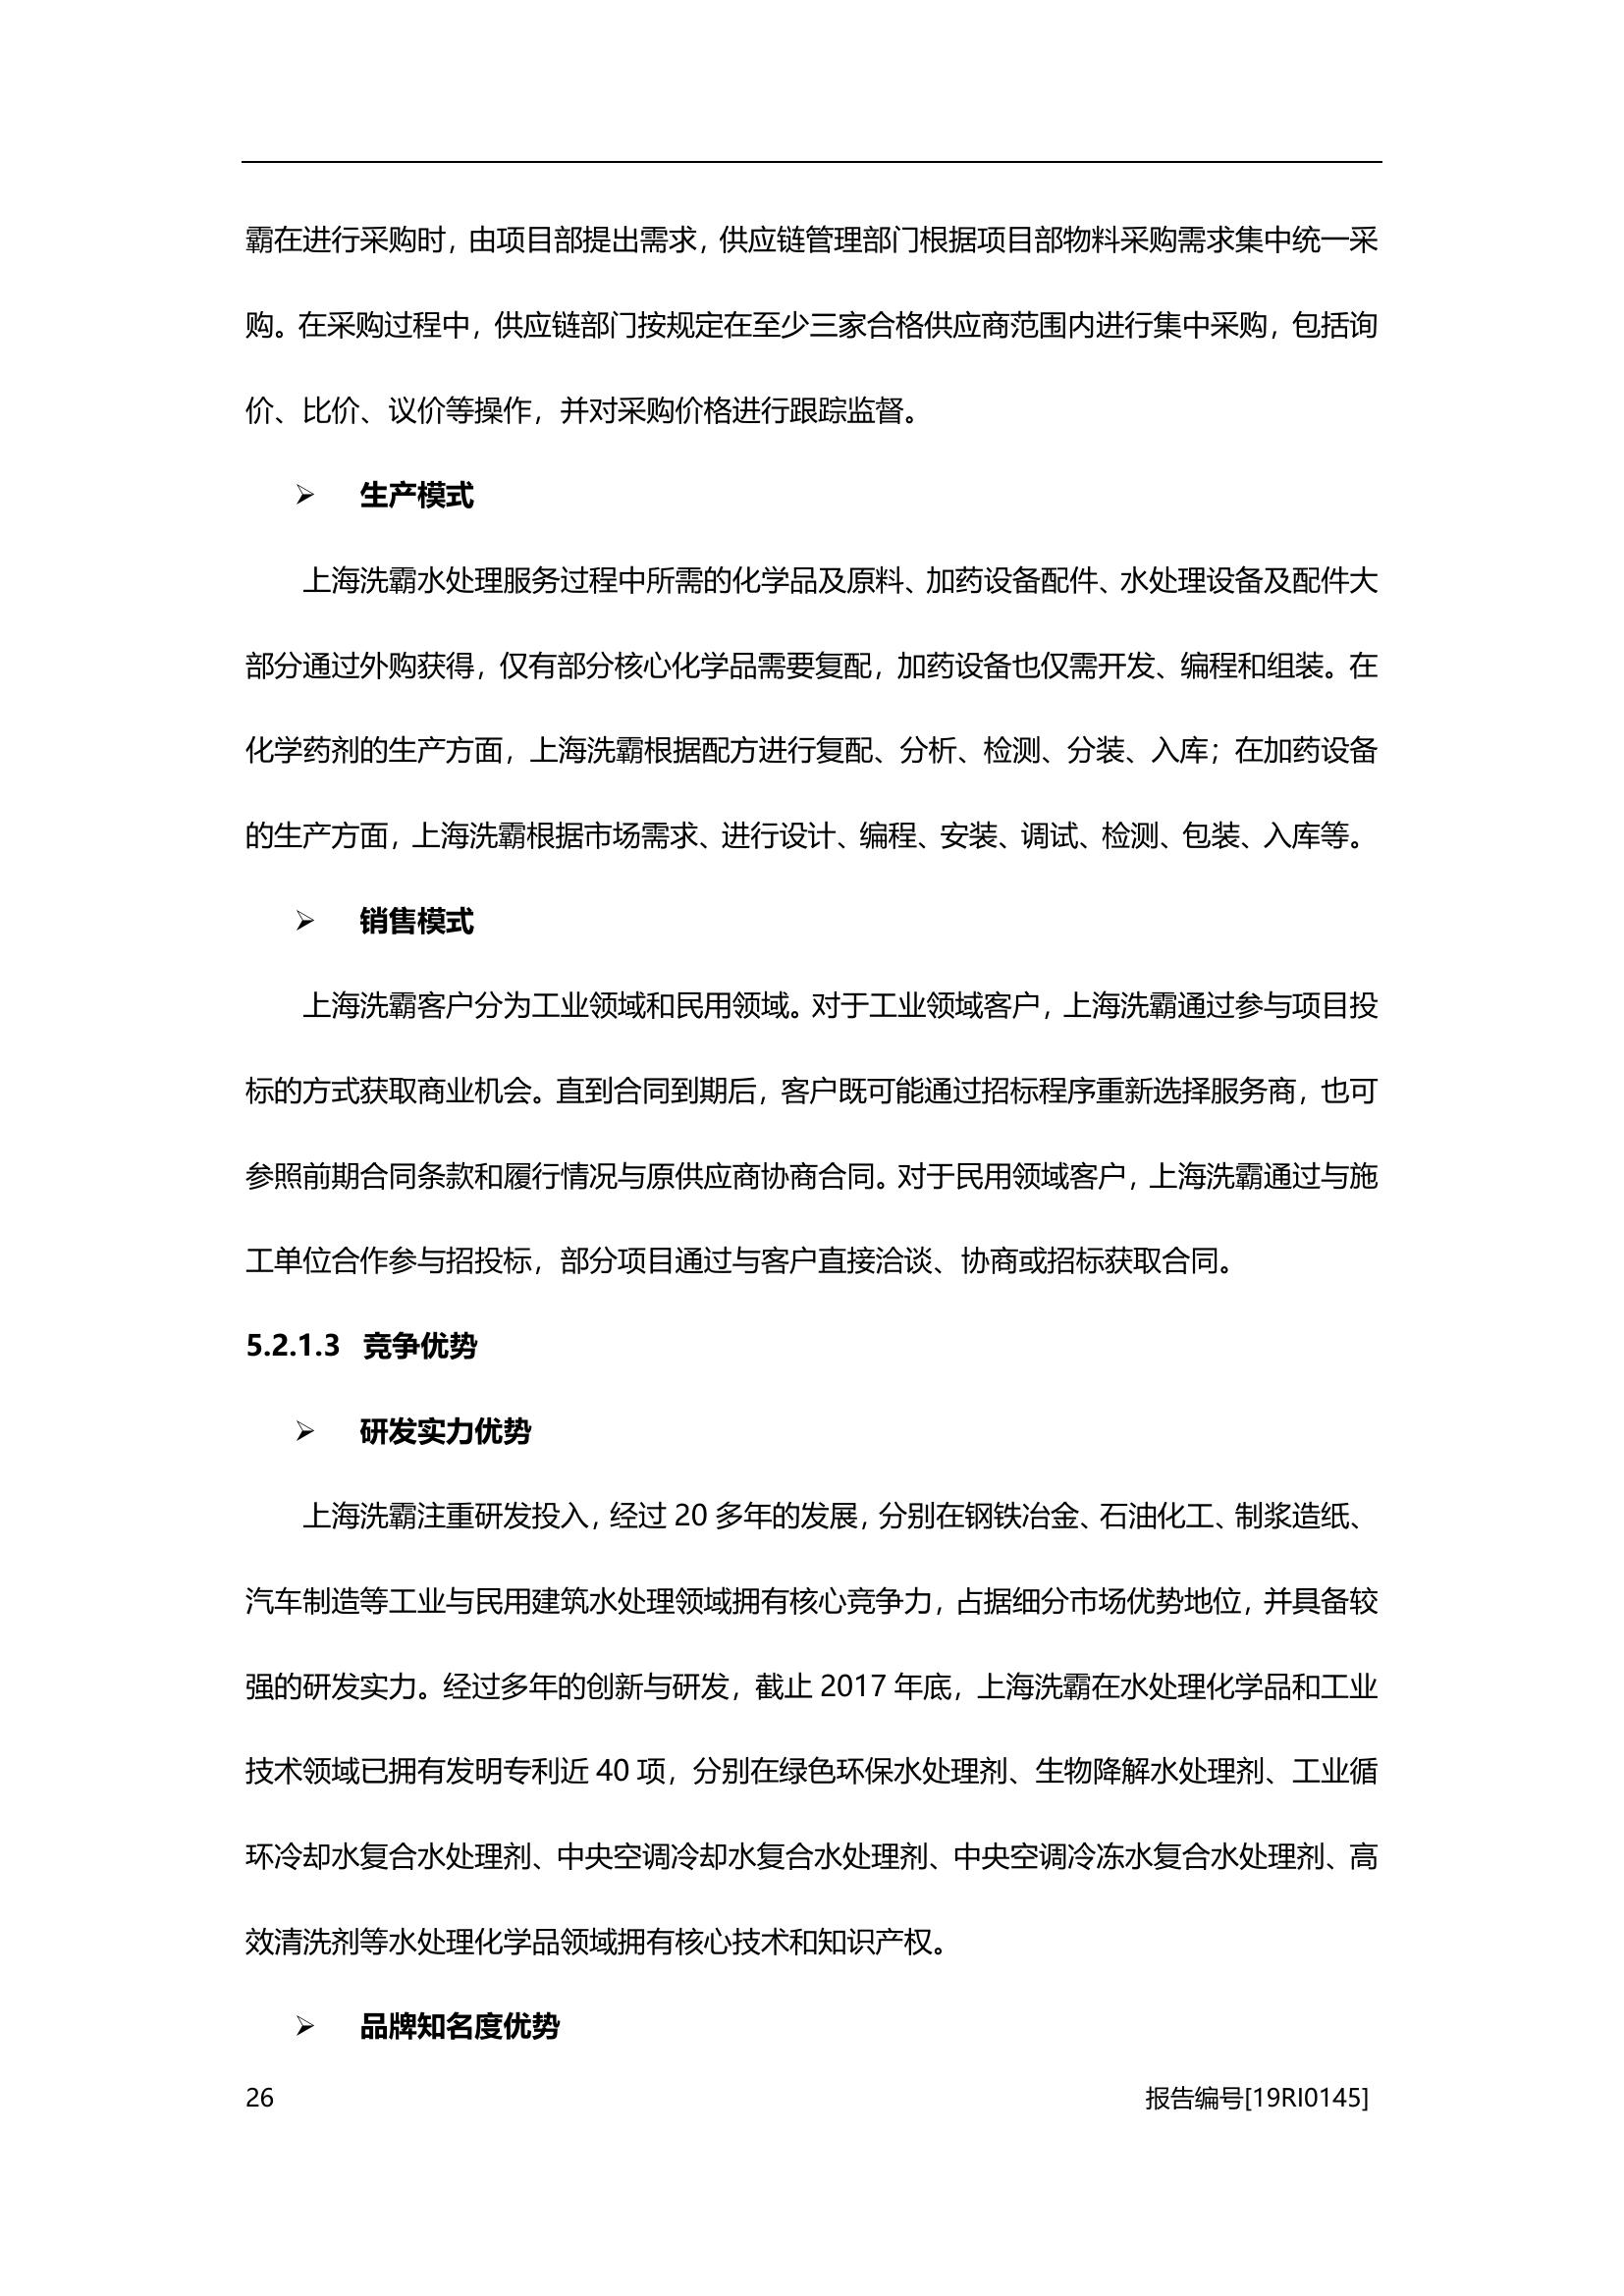 霸在进行采购时，由项目部提出需求，供应链管理部门根据项目部物料采购需求集中统一采
购。在采购过程中，供应链部门按规定在至少三家合格供应商范围内进行集中采购，包括询
价、比价、议价等操作，并对采购价格进行跟踪监督。
➢ 生产模式
上海洗霸水处理服务过程中所需的化学品及原料、加药设备配件、水处理设备及配件大
部分通过外购获得，仅有部分核心化学品需要复配，加药设备也仅需开发、编程和组装。在
化学药剂的生产方面，上海洗霸根据配方进行复配、分析、检测、分装、入库；在加药设备
的生产方面，上海洗霸根据市场需求、进行设计、编程、安装、调试、检测、包装、入库等。
➢ 销售模式
上海洗霸客户分为工业领域和民用领域。对于工业领域客户，上海洗霸通过参与项目投
标的方式获取商业机会。直到合同到期后，客户既可能通过招标程序重新选择服务商，也可
参照前期合同条款和履行情况与原供应商协商合同。对于民用领域客户，上海洗霸通过与施
工单位合作参与招投标，部分项目通过与客户直接洽谈、协商或招标获取合同。
5.2.1.3 竞争优势
➢ 研发实力优势
上海洗霸注重研发投入，经过 20 多年的发展，分别在钢铁冶金、石油化工、制浆造纸、
汽车制造等工业与民用建筑水处理领域拥有核心竞争力，占据细分市场优势地位，并具备较
强的研发实力。经过多年的创新与研发，截止 2017 年底，上海洗霸在水处理化学品和工业
技术领域已拥有发明专利近 40 项，分别在绿色环保水处理剂、生物降解水处理剂、工业循
环冷却水复合水处理剂、中央空调冷却水复合水处理剂、中央空调冷冻水复合水处理剂、高
效清洗剂等水处理化学品领域拥有核心技术和知识产权。
➢ 品牌知名度优势
26 报告编号[19RI0145]